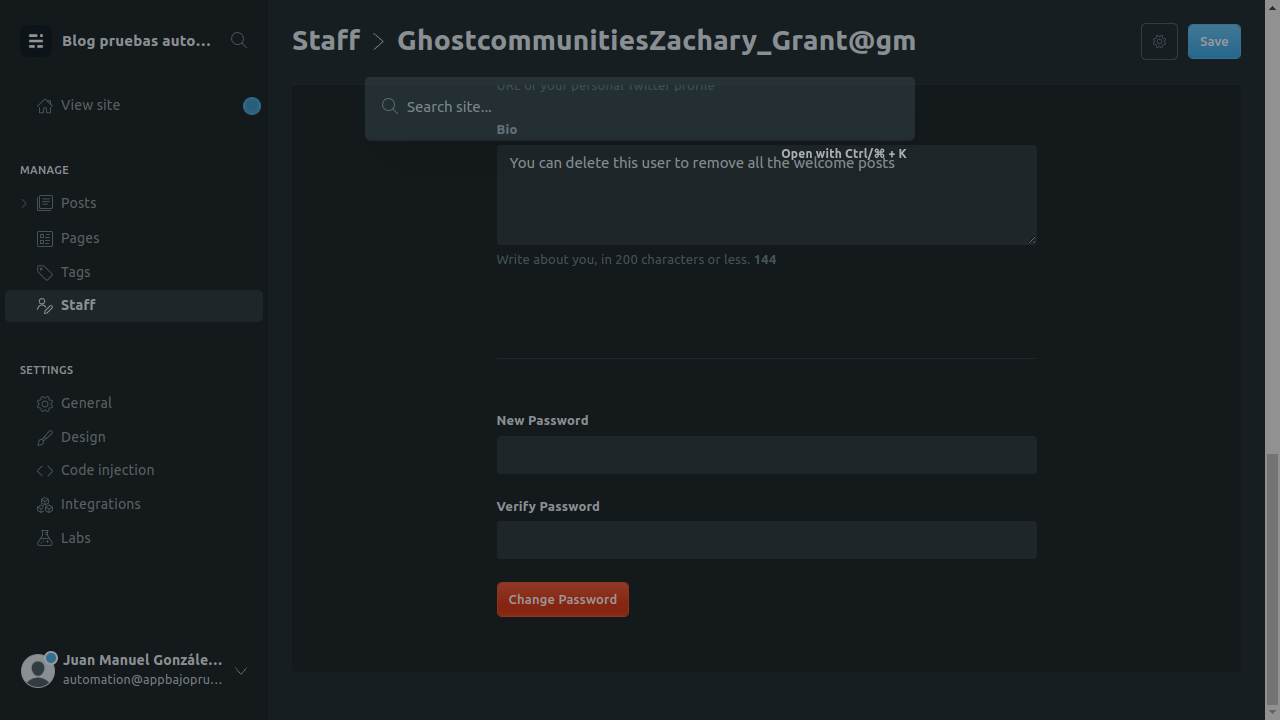 Blog pruebas auto...
View site
MANAGE
Posts
Pages
Tags
Staff
SETTINGS
General
Design
Code injection
Integrations
Labs
Juan Manuel Gonzále...
automation@appbajopru...
Staff > GhostcommunitiesZachary_Grant@gm
Save
URL of your personal Twitter profile
Search site...
Bio
Open with Ctrl/⌘ + K
You can delete this user to remove all the welcome posts
Write about you, in 200 characters or less. 144
New Password
Verify Password
Change Password